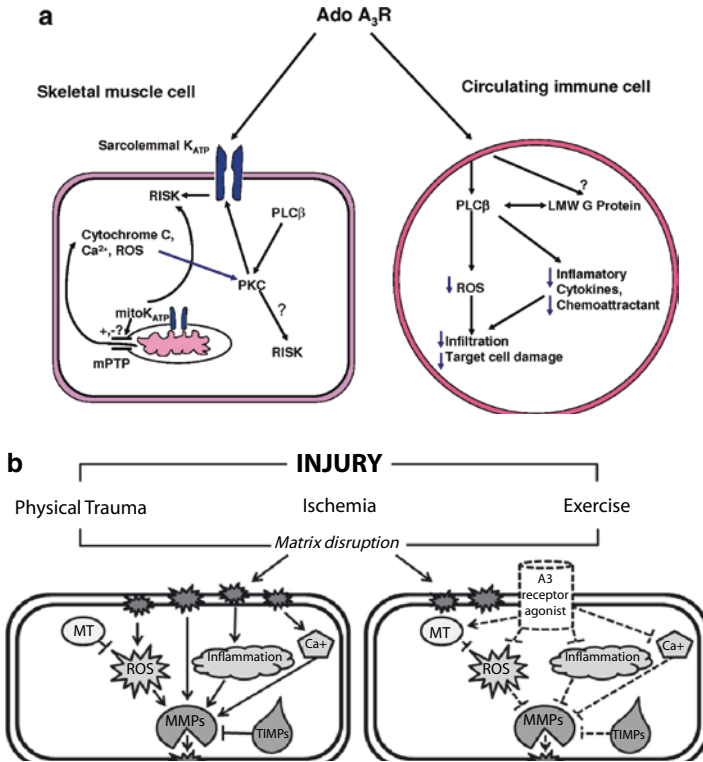 a
Ado A₃R
Skeletal muscle cell
Circulating immune cell
Sarcolemmal K_ATP
RISK
PLCβ
Cytochrome C,
Ca²⁺, ROS
PKC
?
mitoK_ATP
+,-?
mPTP
RISK
?
PLCβ
LMW G Protein
ROS
Inflamatory
Cytokines,
Chemoattractant
Infiltration
Target cell damage
b
INJURY
Physical Trauma
Ischemia
Exercise
Matrix disruption
MT
ROS
Inflammation
Ca+
MMPs
TIMPs
A3
receptor
agonist
MT
ROS
Inflammation
Ca+
MMPs
TIMPs